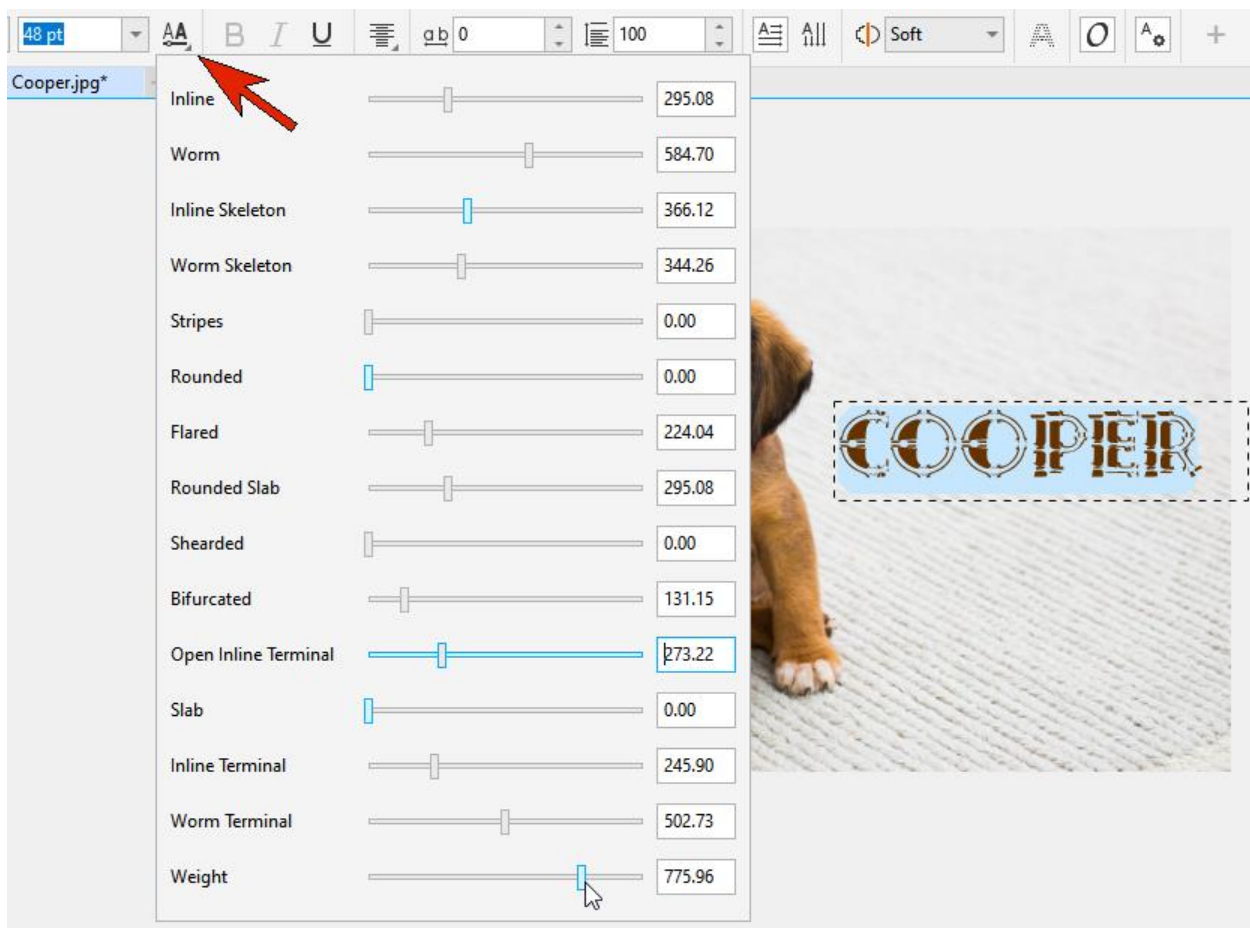 48 pt AA B I U ab 0 100 Soft A O A
Cooper.jpg*
Inline 295.08
Worm 584.70
Inline Skeleton 366.12
Worm Skeleton 344.26
Stripes 0.00
Rounded 0.00
Flared 224.04
COOPER
Rounded Slab 295.08
Shearded 0.00
Bifurcated 131.15
Open Inline Terminal 273.22
Slab 0.00
Inline Terminal 245.90
Worm Terminal 502.73
Weight 775.96